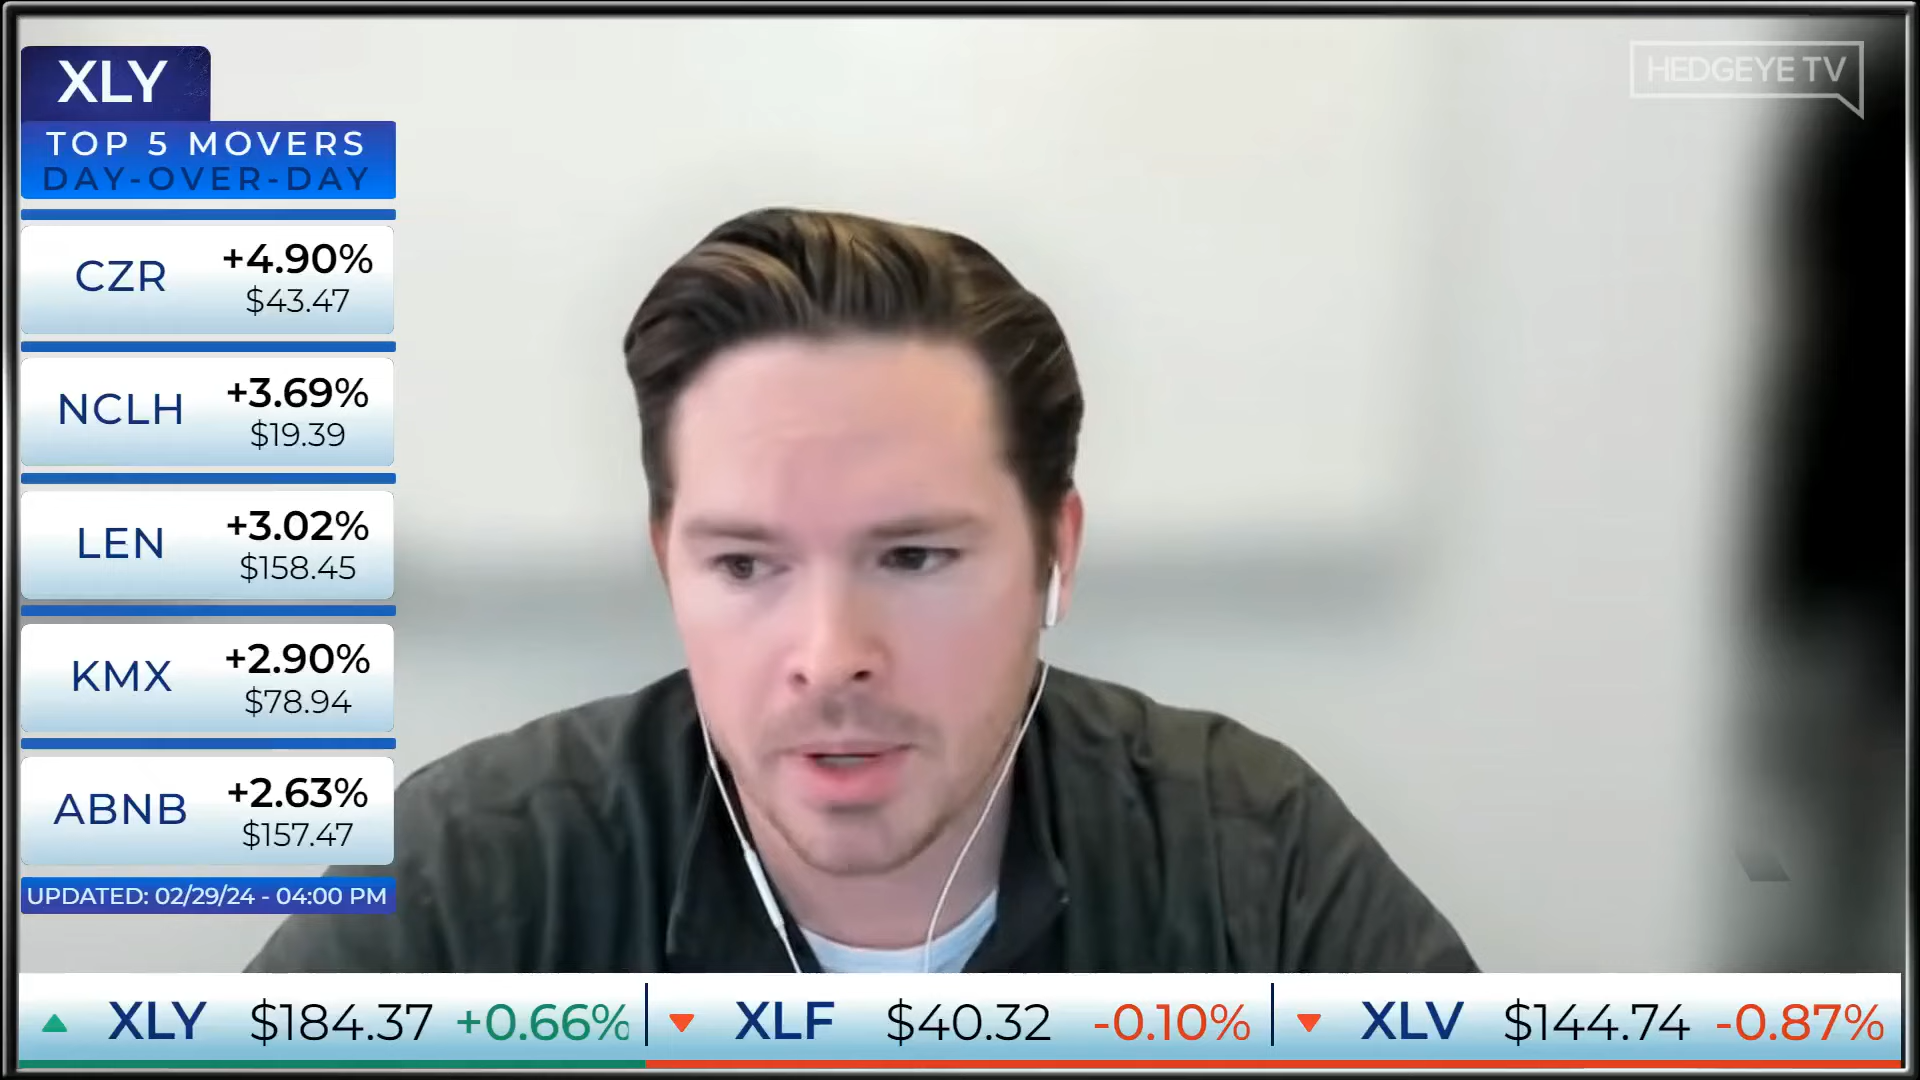 XLY
HEDGEYE TV
TOP 5 MOVERS
DAY-OVER-DAY
CZR
+4.90%
$43.47
NCLH
+3.69%
$19.39
LEN
+3.02%
$158.45
KMX
+2.90%
$78.94
ABNB
+2.63%
$157.47
UPDATED: 02/29/24 - 04:00 PM
XLY $184.37 +0.66% XLF $40.32 -0.10% XLV $144.74 -0.87%